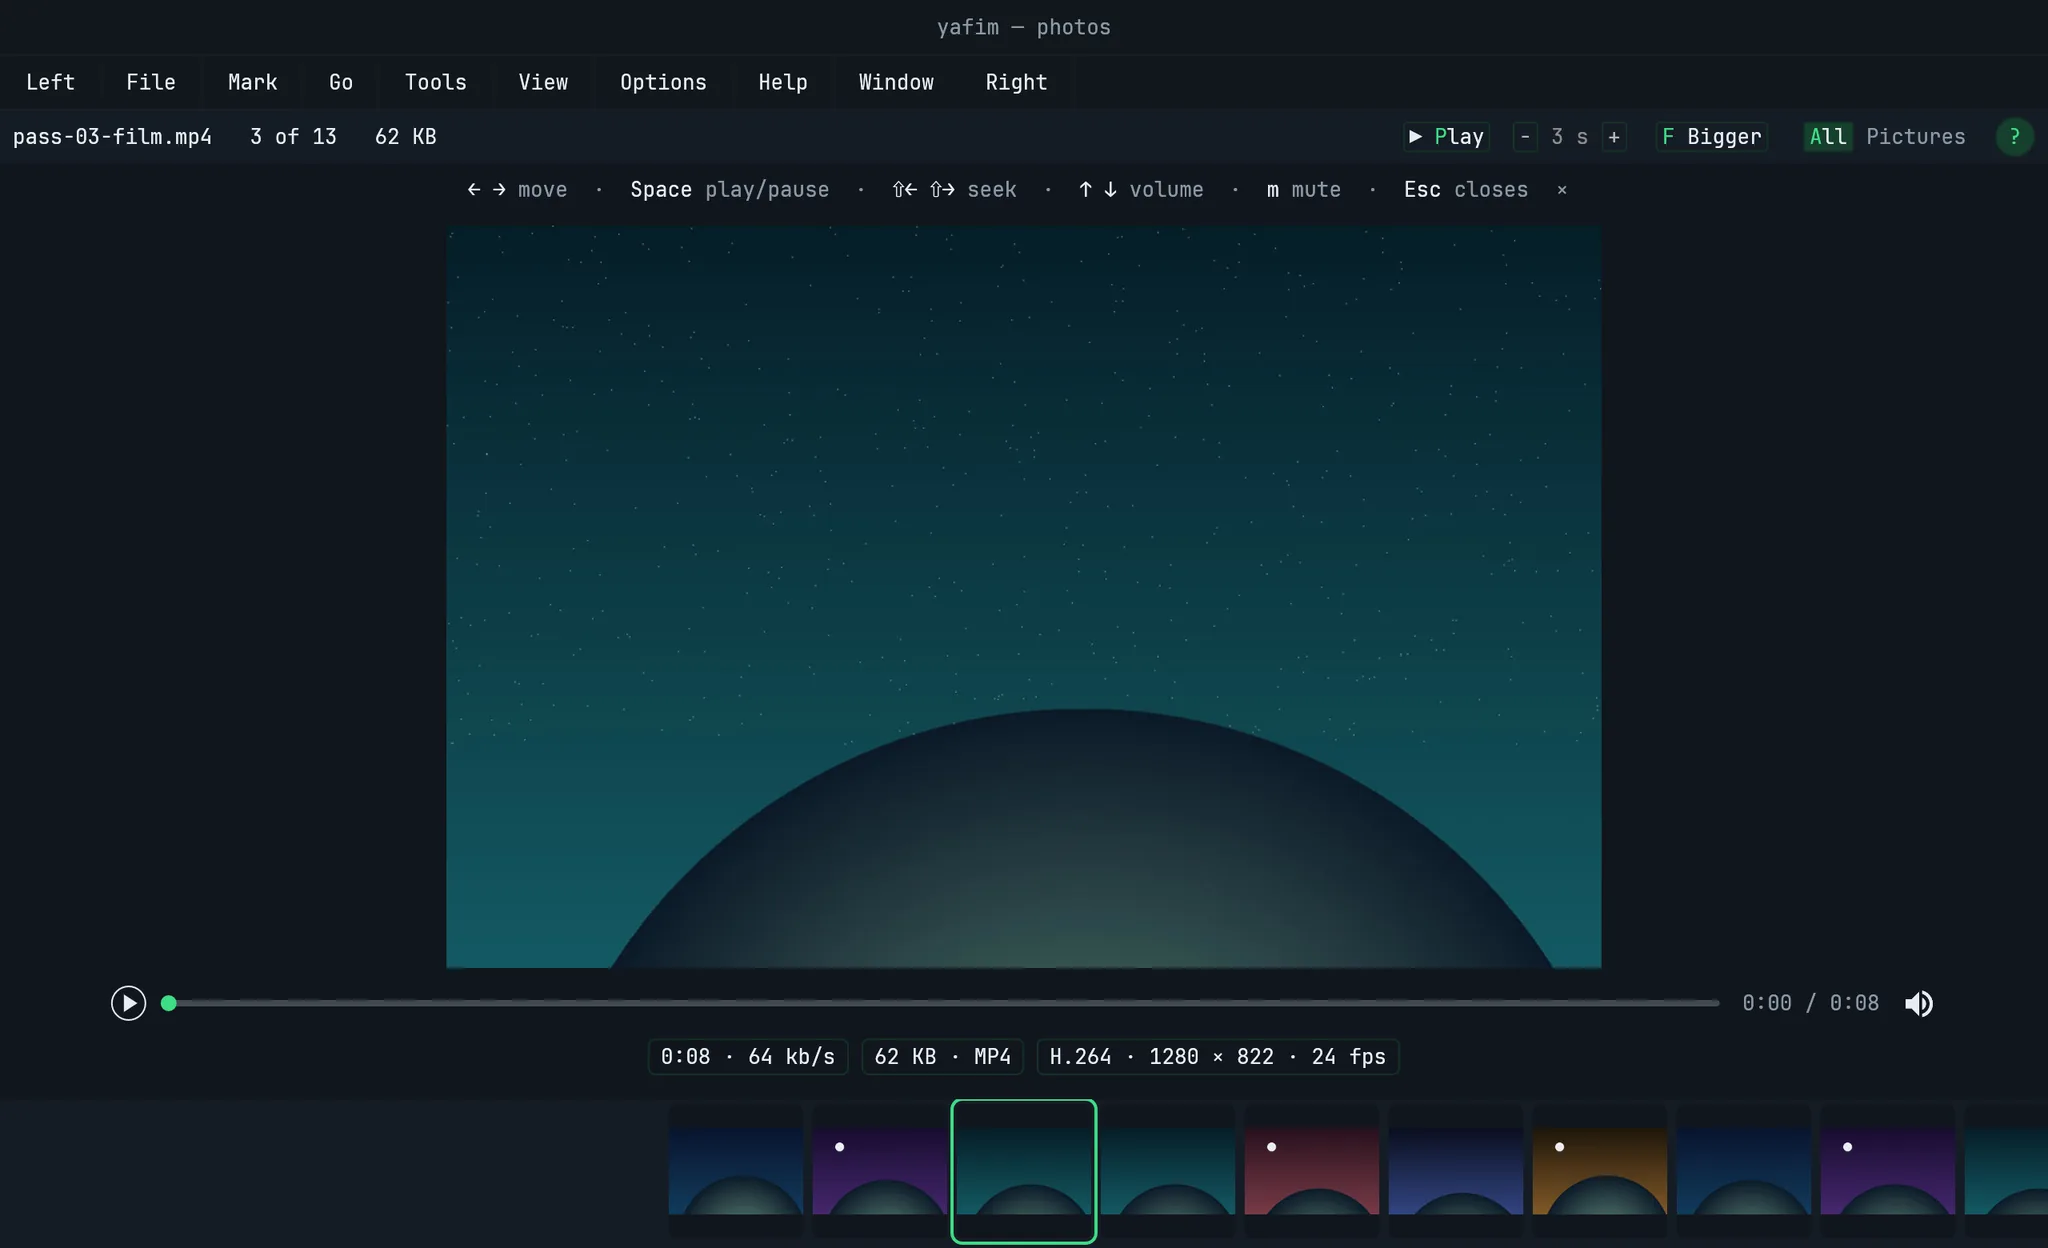 yafim — photos
Left File Mark Go Tools View Options Help Window Right
pass-03-film.mp4 3 of 13 62 KB ▶ Play - 3 s + F Bigger All Pictures ?
← → move · Space play/pause · ⇧← ⇧→ seek · ↑ ↓ volume · m mute · Esc closes ×
0:00 / 0:08
0:08 · 64 kb/s 62 KB · MP4 H.264 · 1280 × 822 · 24 fps